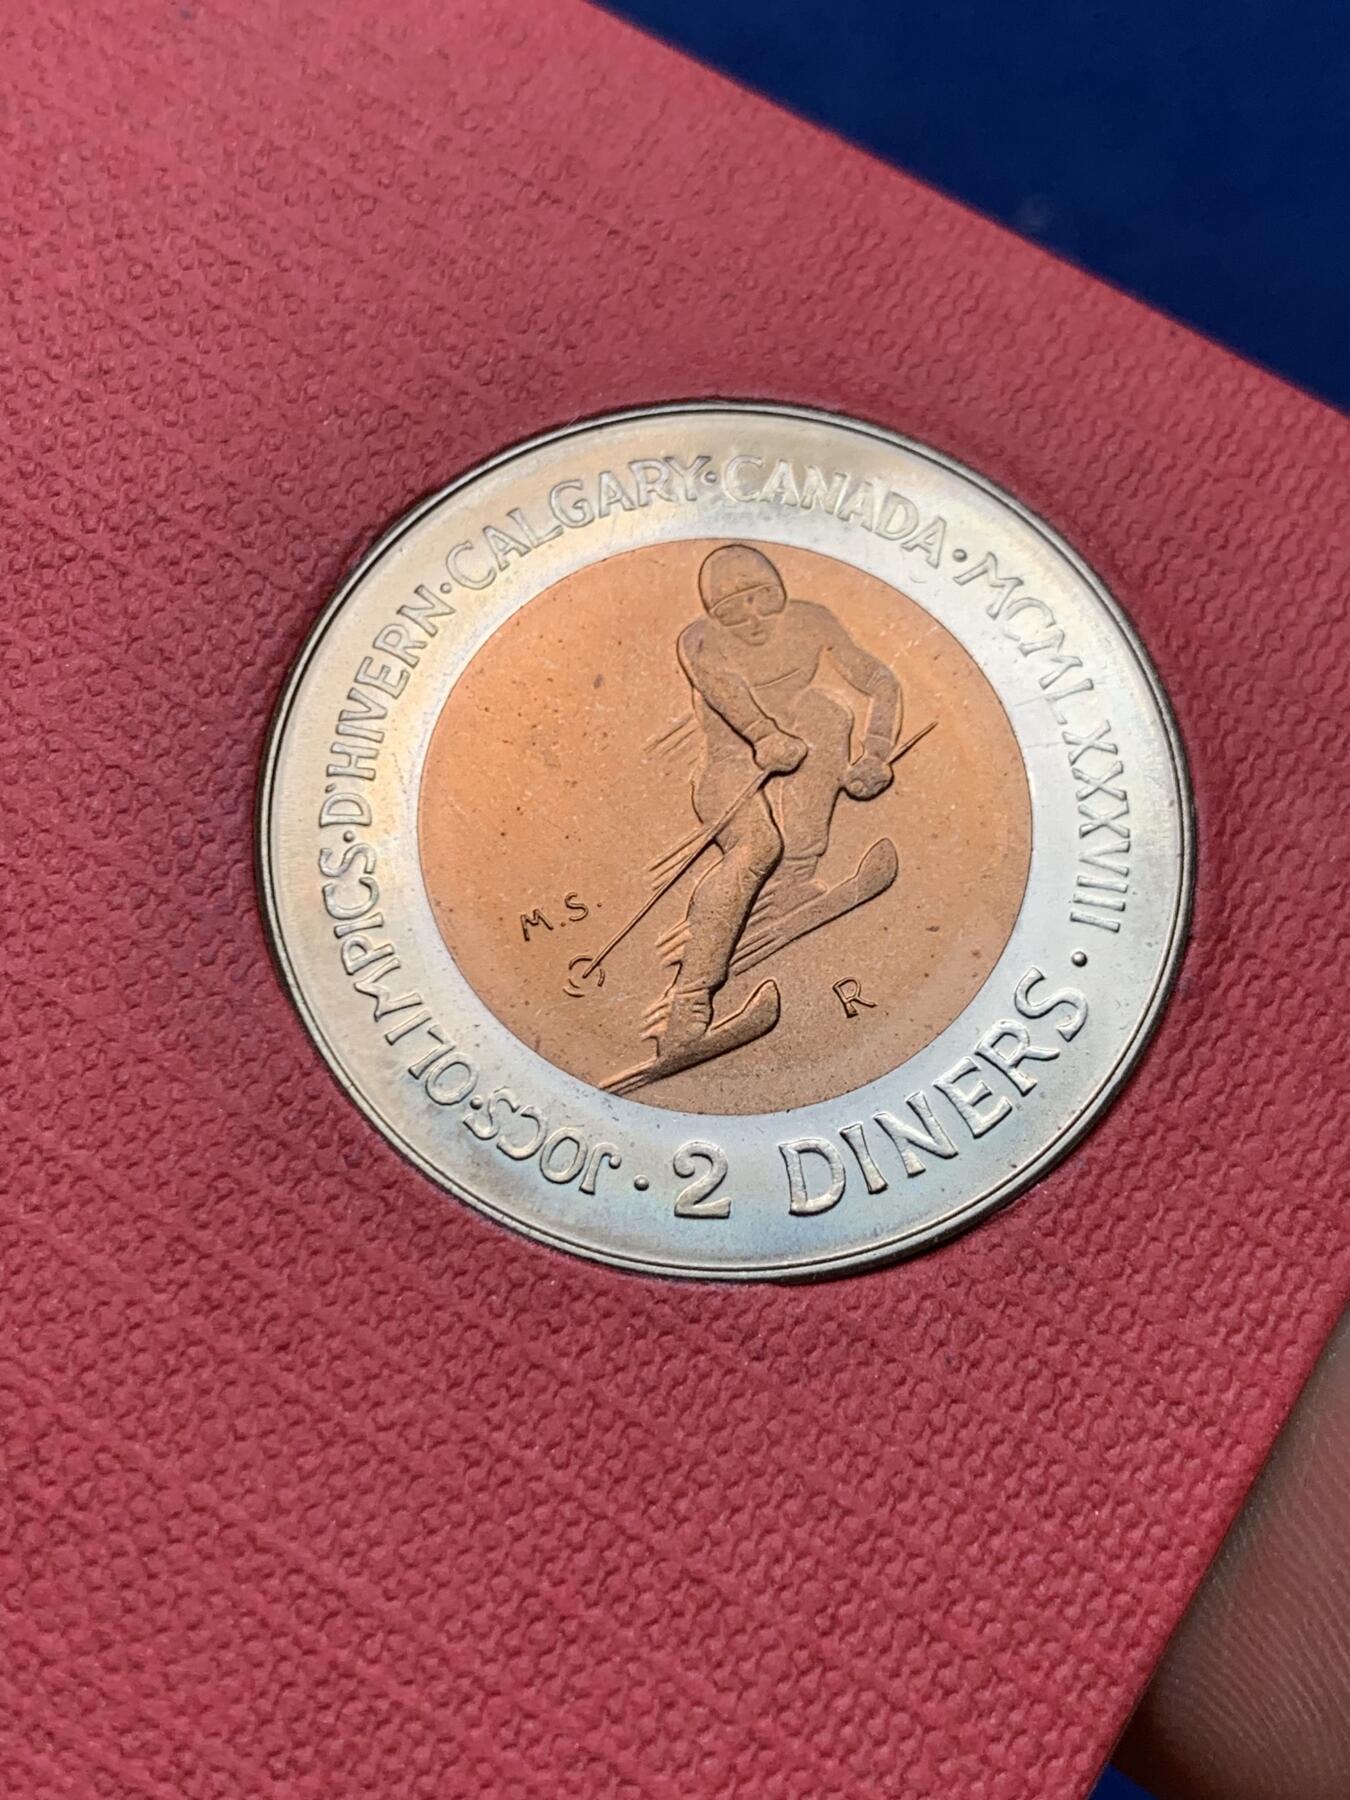 JOCS·OLIMPICS·D'HIVERN·CALGARY·CANADA·MCMLXXXVIII·
2 DINERS
M.S.
R